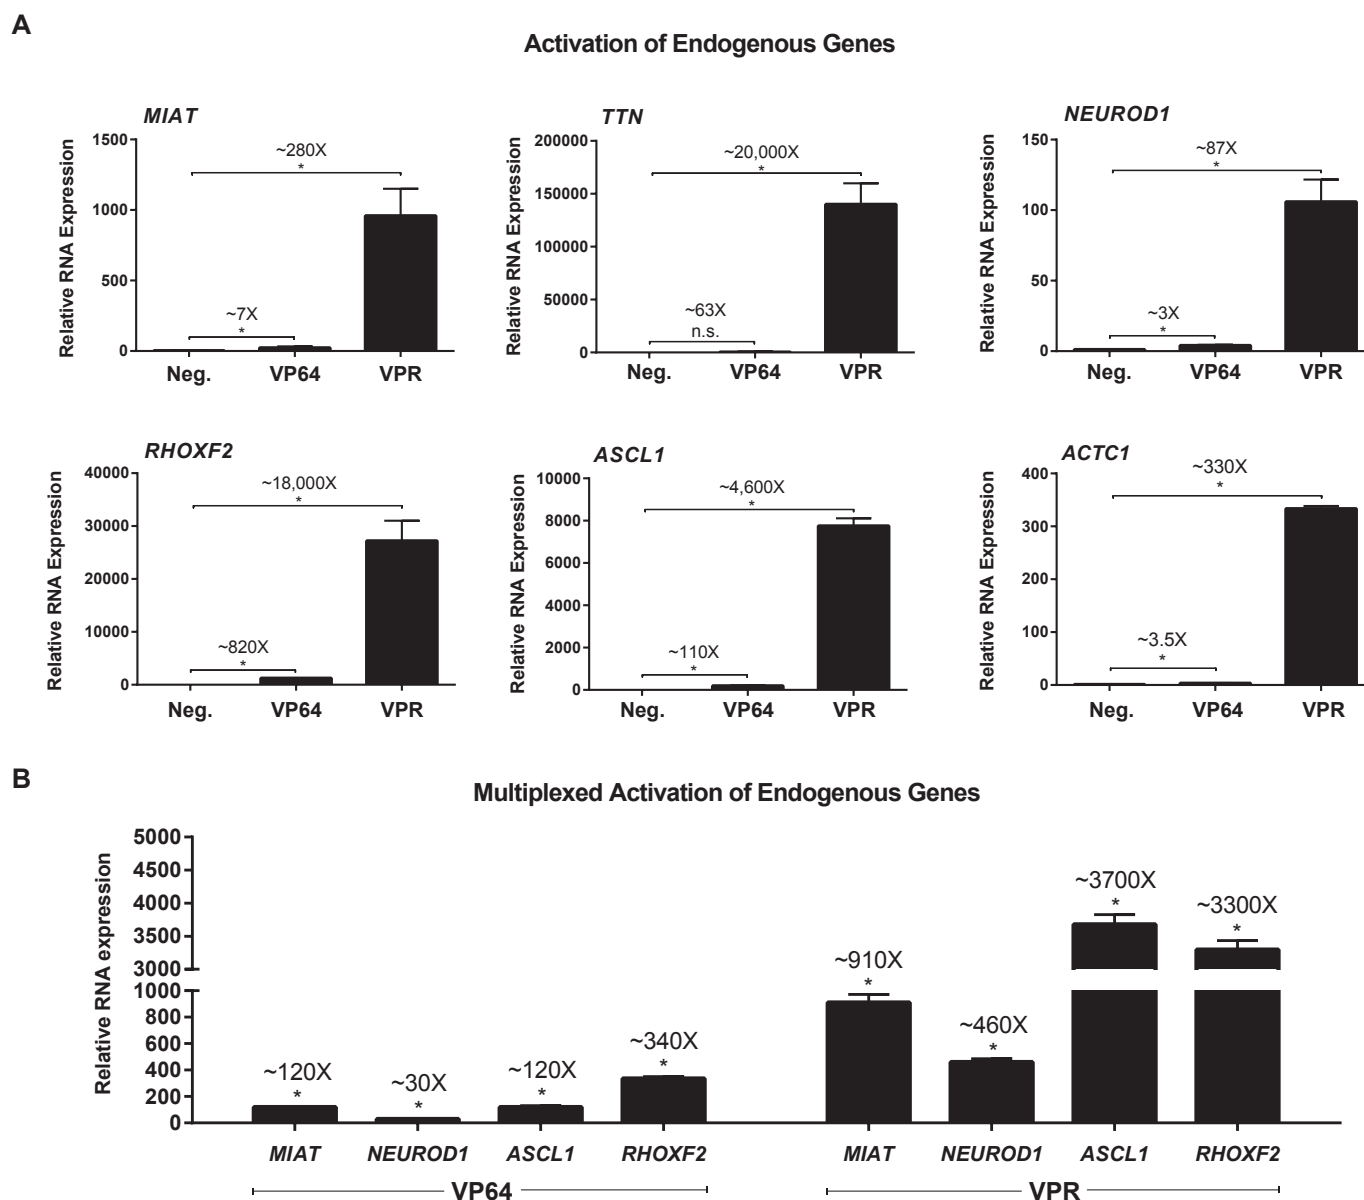 A
Activation of Endogenous Genes
MIAT
Relative RNA Expression
1500
1000
500
0
~280X
*
~7X
*
Neg. VP64 VPR
TTN
Relative RNA Expression
200000
150000
100000
50000
0
~20,000X
*
~63X
n.s.
Neg. VP64 VPR
NEUROD1
Relative RNA Expression
150
100
50
0
~87X
*
~3X
*
Neg. VP64 VPR
RHOXF2
Relative RNA Expression
40000
30000
20000
10000
0
~18,000X
*
~820X
*
Neg. VP64 VPR
ASCL1
Relative RNA Expression
10000
8000
6000
4000
2000
0
~4,600X
*
~110X
*
Neg. VP64 VPR
ACTC1
Relative RNA Expression
400
300
200
100
0
~330X
*
~3.5X
*
Neg. VP64 VPR
B
Multiplexed Activation of Endogenous Genes
Relative RNA expression
5000
4500
4000
3500
3000
1000
800
600
400
200
0
~120X
*
~30X
*
~120X
*
~340X
*
~910X
*
~460X
*
~3700X
*
~3300X
*
MIAT NEUROD1 ASCL1 RHOXF2 MIAT NEUROD1 ASCL1 RHOXF2
VP64 VPR